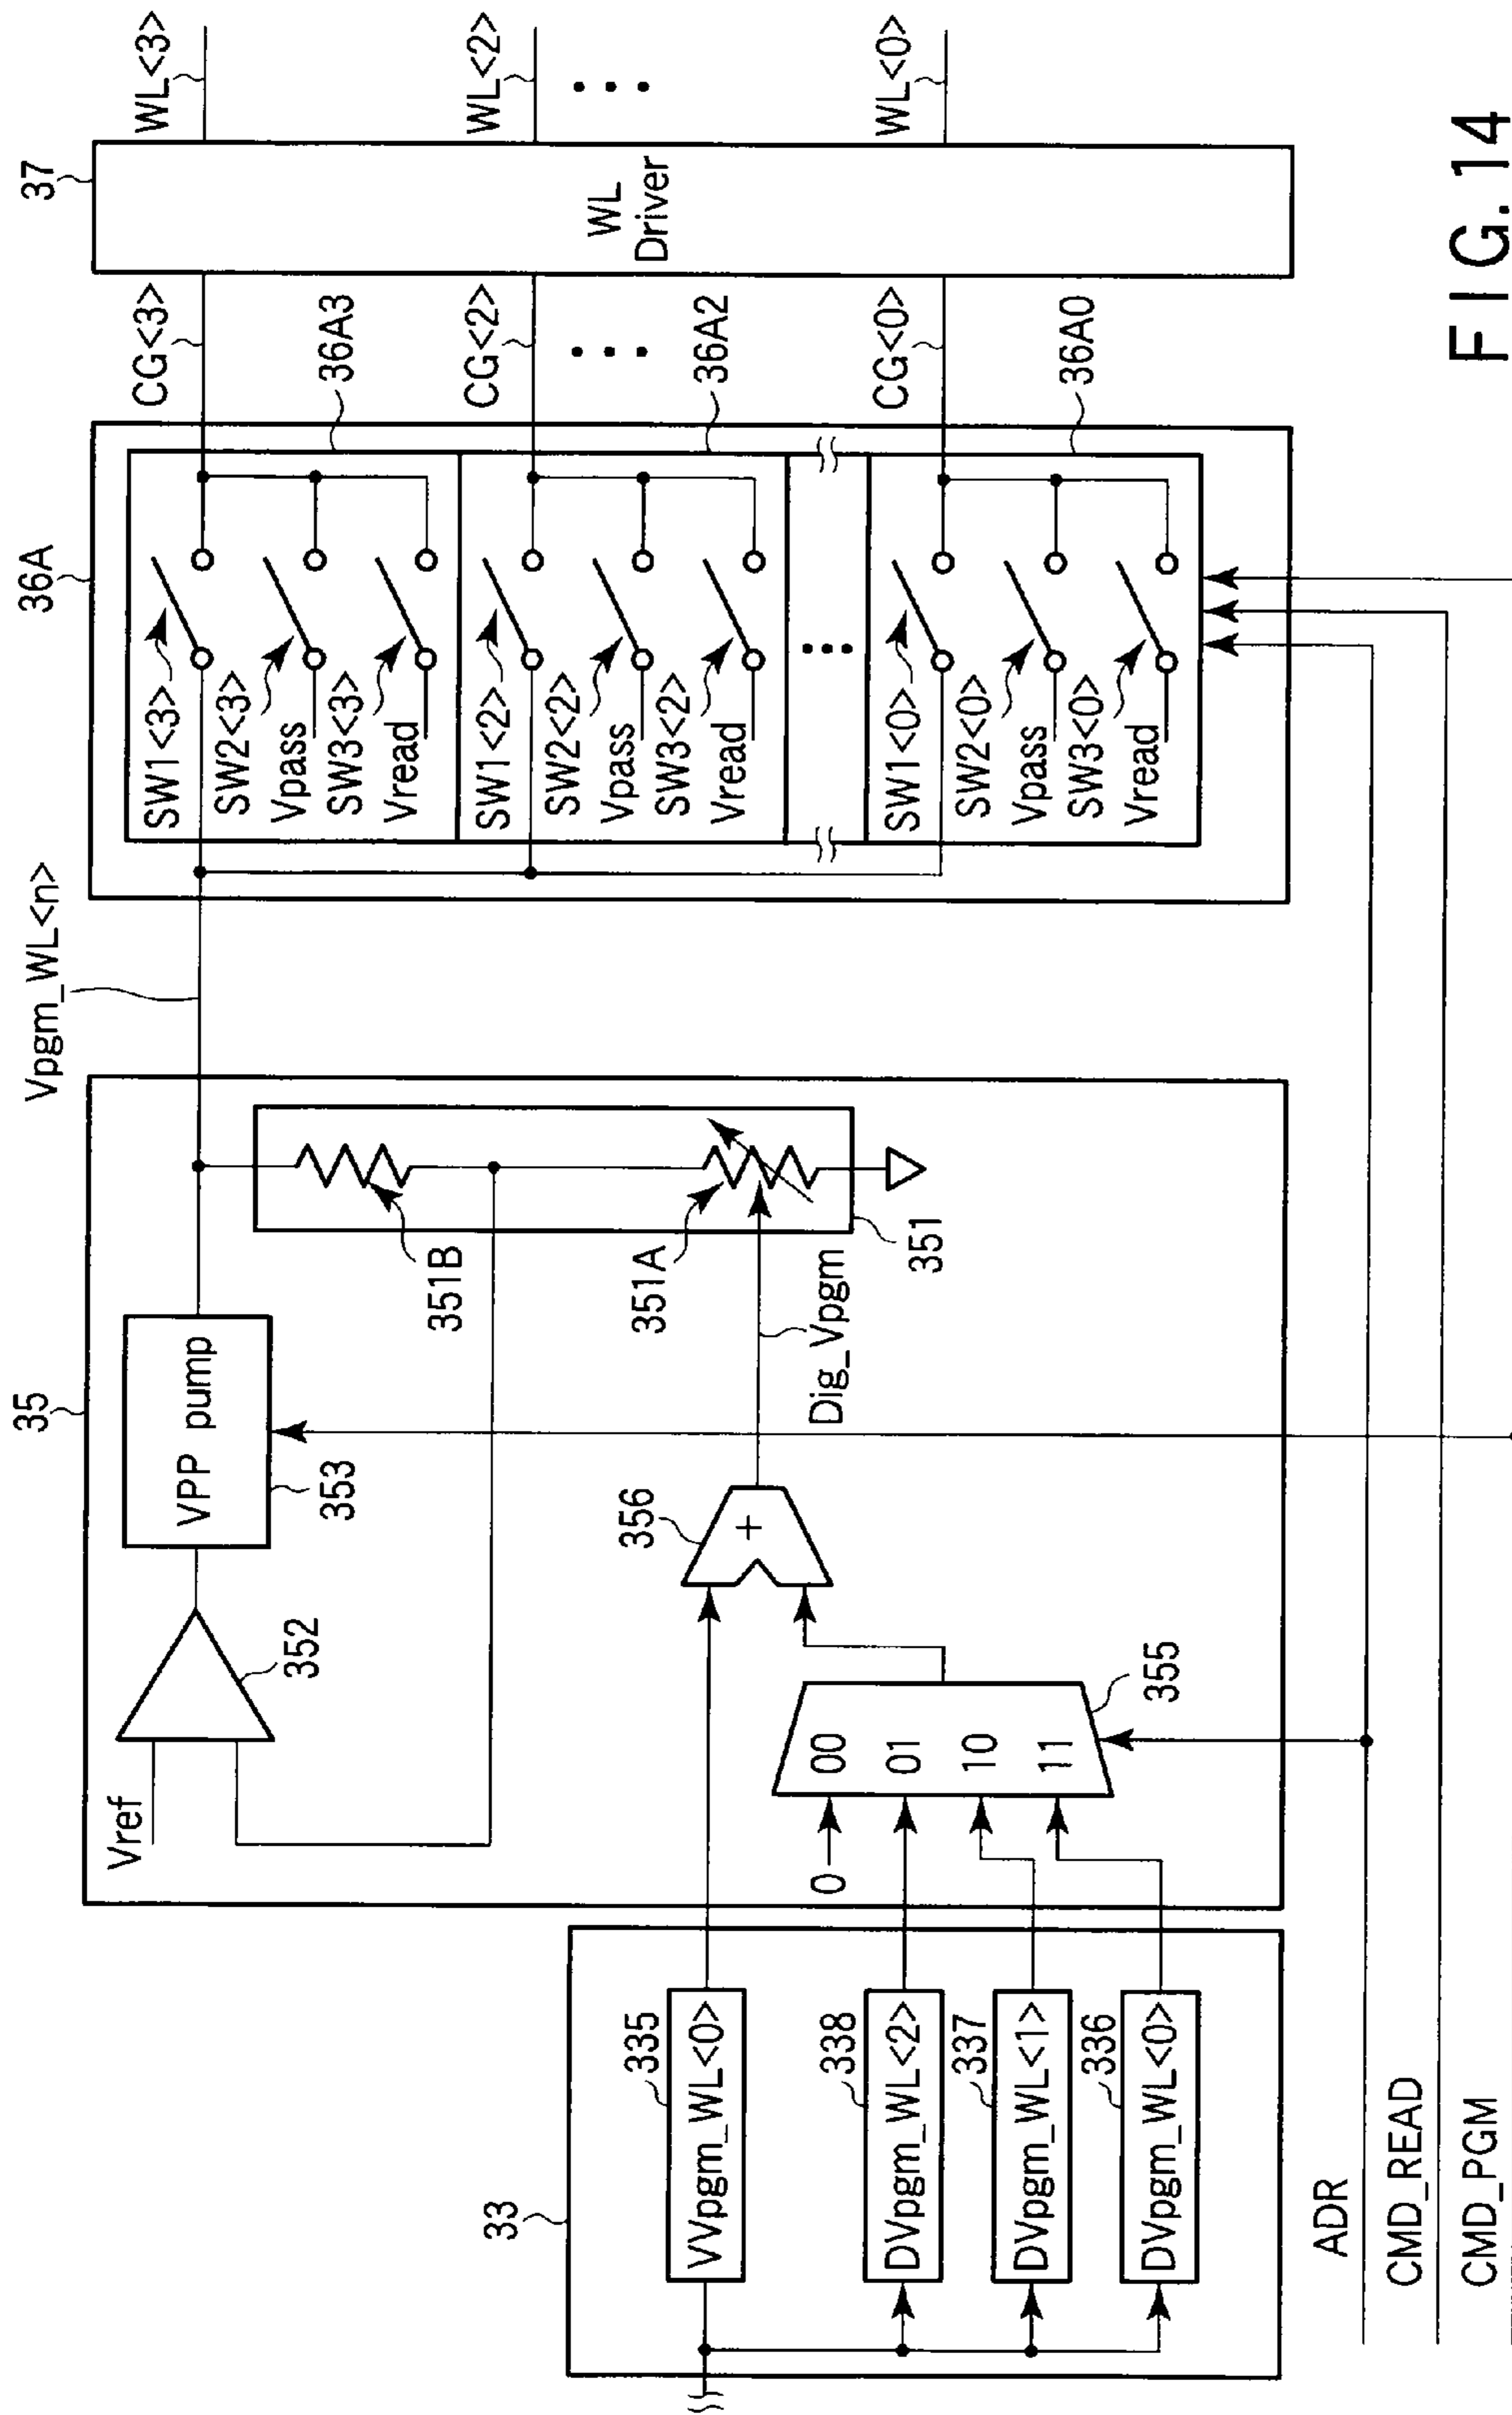 33
335
VVpgm_WL<0>
338
DVpgm_WL<2>
337
DVpgm_WL<1>
336
DVpgm_WL<0>
ADR
CMD_READ
CMD_PGM
35
Vref
352
VPP pump
353
0
00
01
10
11
355
356
+
Dig_Vpgm
351B
351A
351
Vpgm_WL<n>
36A
SW1<3>
SW2<3>
Vpass
SW3<3>
Vread
SW1<2>
SW2<2>
Vpass
SW3<2>
Vread
SW1<0>
SW2<0>
Vpass
SW3<0>
Vread
CG<3>
36A3
CG<2>
36A2
CG<0>
36A0
37
WL
Driver
WL<3>
WL<2>
WL<0>
FIG. 14